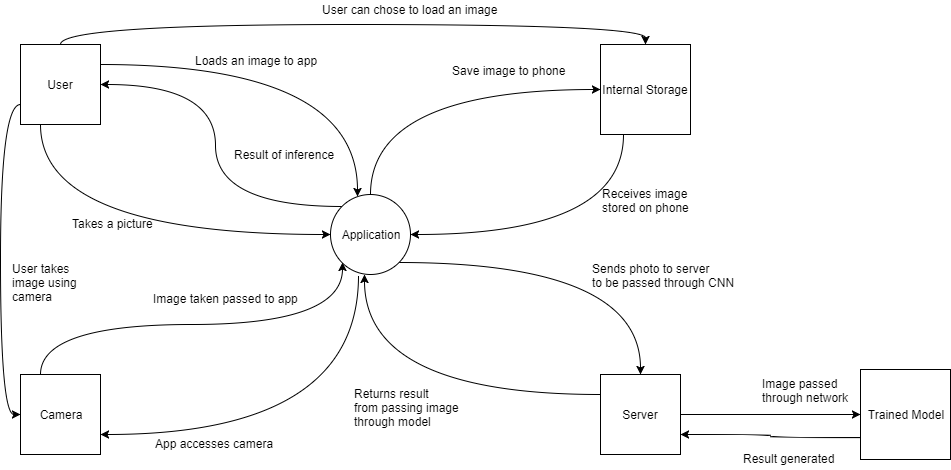 User can chose to load an image
Loads an image to app
User
Save image to phone
Internal Storage
Result of inference
Receives image
stored on phone
Takes a picture
Application
User takes
image using
camera
Sends photo to server
to be passed through CNN
Image taken passed to app
Returns result
from passing image
through model
Image passed
through network
Camera
Server
Trained Model
App accesses camera
Result generated